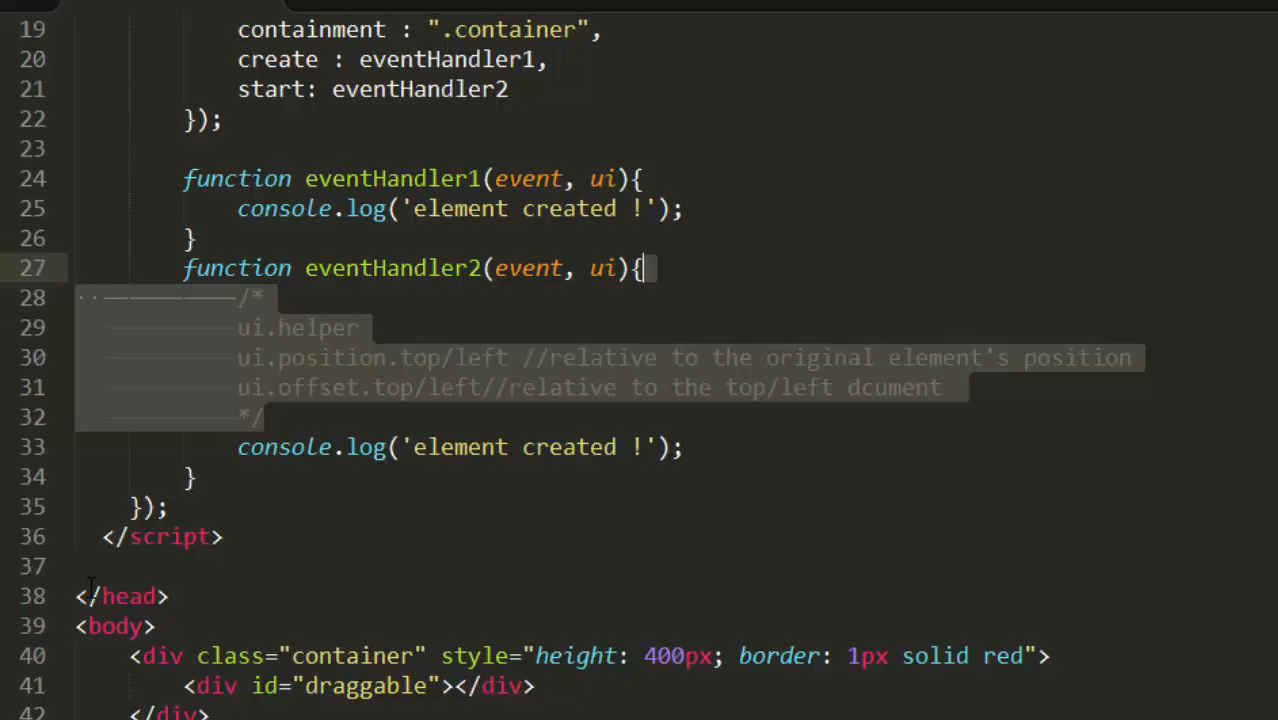 19 containment : ".container",
20 create : eventHandler1,
21 start: eventHandler2
22 });
23
24 function eventHandler1(event, ui){
25 console.log('element created !');
26 }
27 function eventHandler2(event, ui){
28 /*
29 ui.helper
30 ui.position.top/left //relative to the original element's position
31 ui.offset.top/left//relative to the top/left dcument
32 */
33 console.log('element created !');
34 }
35 });
36 </script>
37
38 </head>
39 <body>
40 <div class="container" style="height: 400px; border: 1px solid red">
41 <div id="draggable"></div>
42 </div>